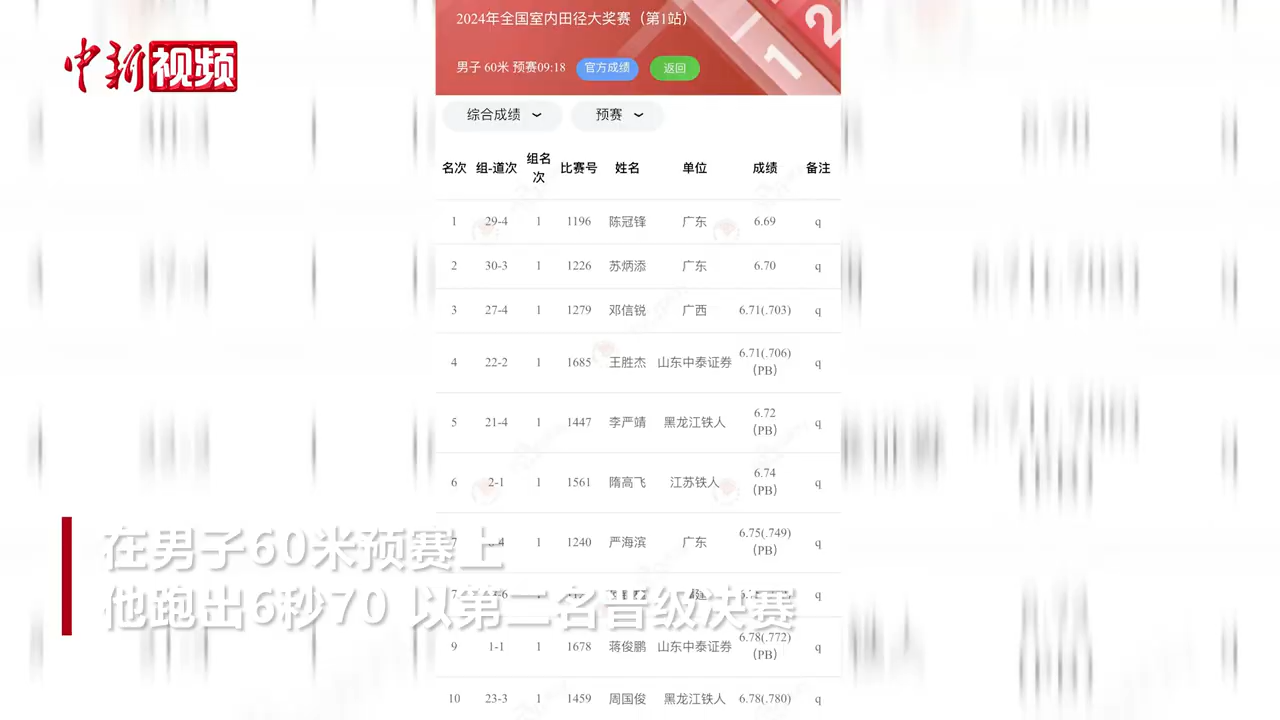 中新视频
2024年全国室内田径大奖赛（第1站）
男子 60米 预赛09:18 官方成绩 返回
综合成绩 预赛
名次 组-道次 组名次 比赛号 姓名 单位 成绩 备注
1 29-4 1 1196 陈冠锋 广东 6.69 q
2 30-3 1 1226 苏炳添 广东 6.70 q
3 27-4 1 1279 邓信锐 广西 6.71(.703) q
4 22-2 1 1685 王胜杰 山东中泰证券 6.71(.706) (PB) q
5 21-4 1 1447 李严靖 黑龙江铁人 6.72 (PB) q
6 2-1 1 1561 隋高飞 江苏铁人 6.74 (PB) q
1 1240 严海滨 广东 6.75(.749) (PB) q
q
9 1-1 1 1678 蒋俊鹏 山东中泰证券 6.78(.772) (PB) q
10 23-3 1 1459 周国俊 黑龙江铁人 6.78(.780) q
在男子60米预赛上
他跑出6秒70 以第二名晋级决赛